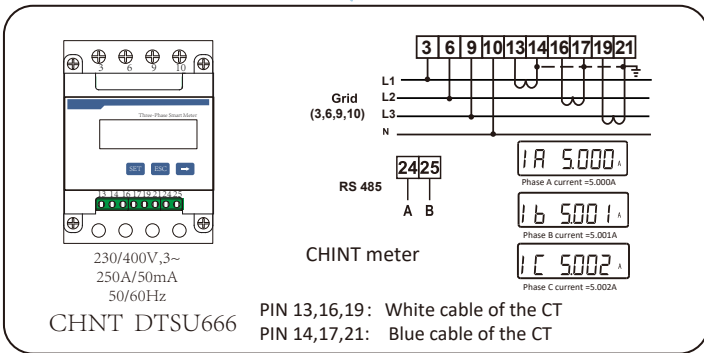 3 6 9 10
Three-Phase Smart Meter
SET ESC →
13 14 16 17 19 21 24 25
230/400V,3~
250A/50mA
50/60Hz
CHNT DTSU666
3 6 9 10 13 14 16 17 19 21
L1
L2
L3
N
Grid
(3,6,9,10)
24 25
RS 485
A B
CHINT meter
IA 5.000 A
Phase A current =5.000A
Ib 5.001 A
Phase B current =5.001A
IC 5.002 A
Phase C current =5.002A
PIN 13,16,19: White cable of the CT
PIN 14,17,21: Blue cable of the CT